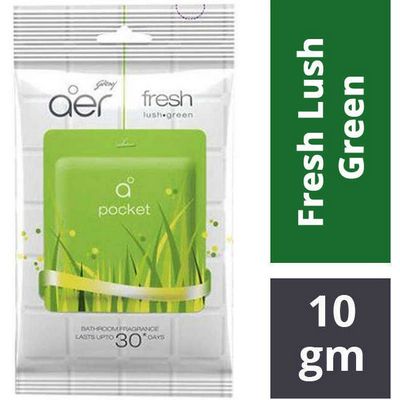 Godrej
aer
fresh
lush•green
a
pocket
BATHROOM FRAGRANCE
LASTS UPTO 30* DAYS
Fresh Lush
Green
10
gm